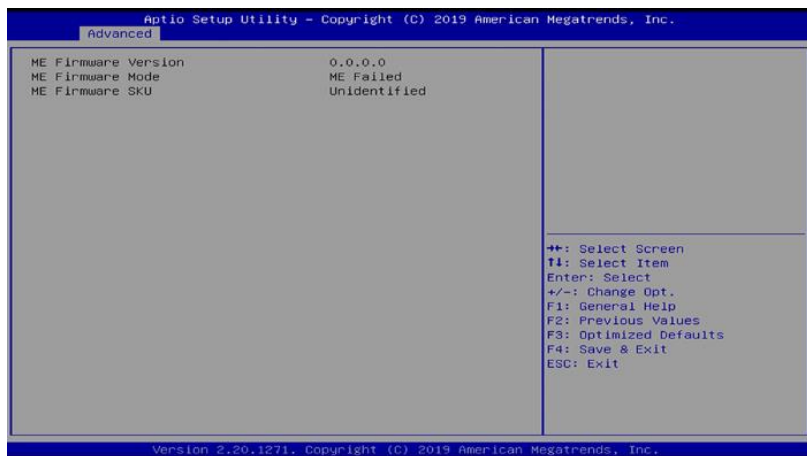 Aptio Setup Utility – Copyright (C) 2019 American Megatrends, Inc.
Advanced
ME Firmware Version 0.0.0.0
ME Firmware Mode ME Failed
ME Firmware SKU Unidentified
→←: Select Screen
↑↓: Select Item
Enter: Select
+/-: Change Opt.
F1: General Help
F2: Previous Values
F3: Optimized Defaults
F4: Save & Exit
ESC: Exit
Version 2.20.1271. Copyright (C) 2019 American Megatrends, Inc.